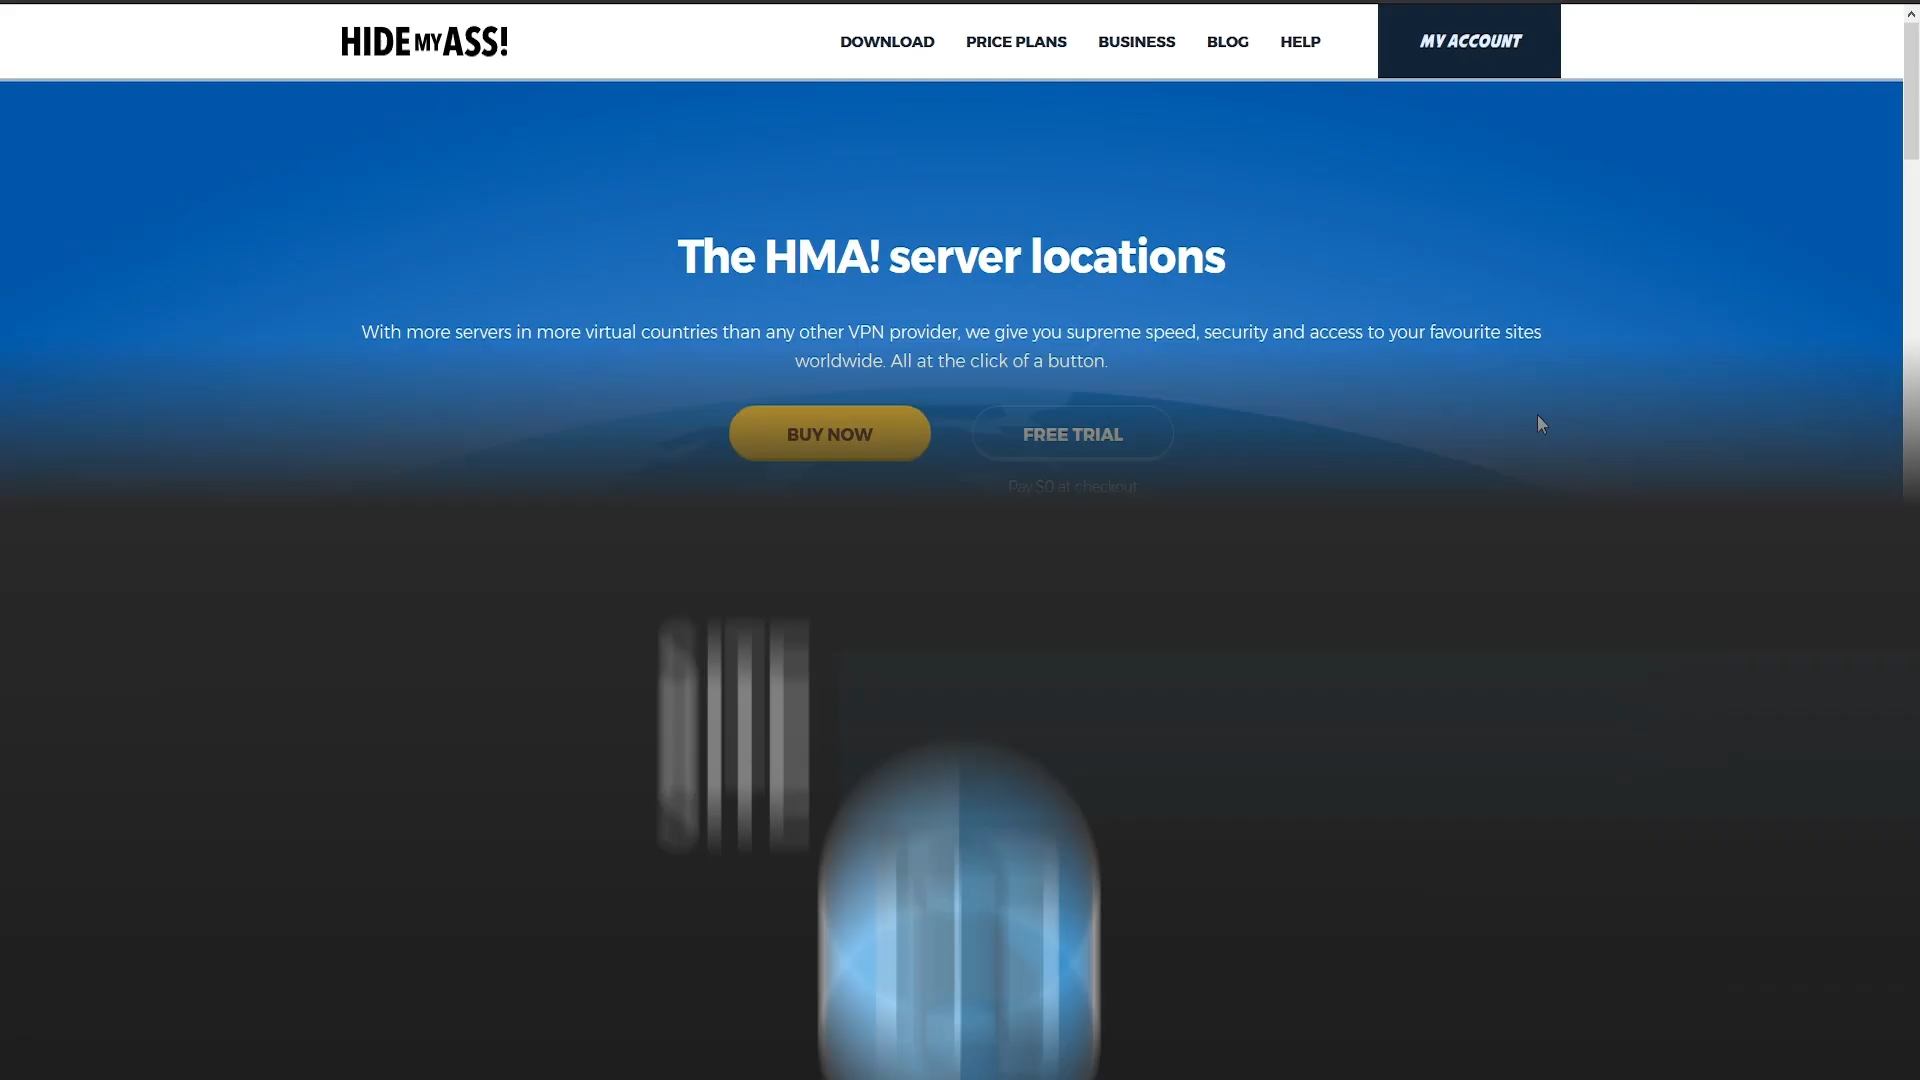 HIDE MY ASS!
DOWNLOAD
PRICE PLANS
BUSINESS
BLOG
HELP
MY ACCOUNT
The HMA! server locations
With more servers in more virtual countries than any other VPN provider, we give you supreme speed, security and access to your favourite sites
worldwide. All at the click of a button.
BUY NOW
FREE TRIAL
Pay $0 at checkout